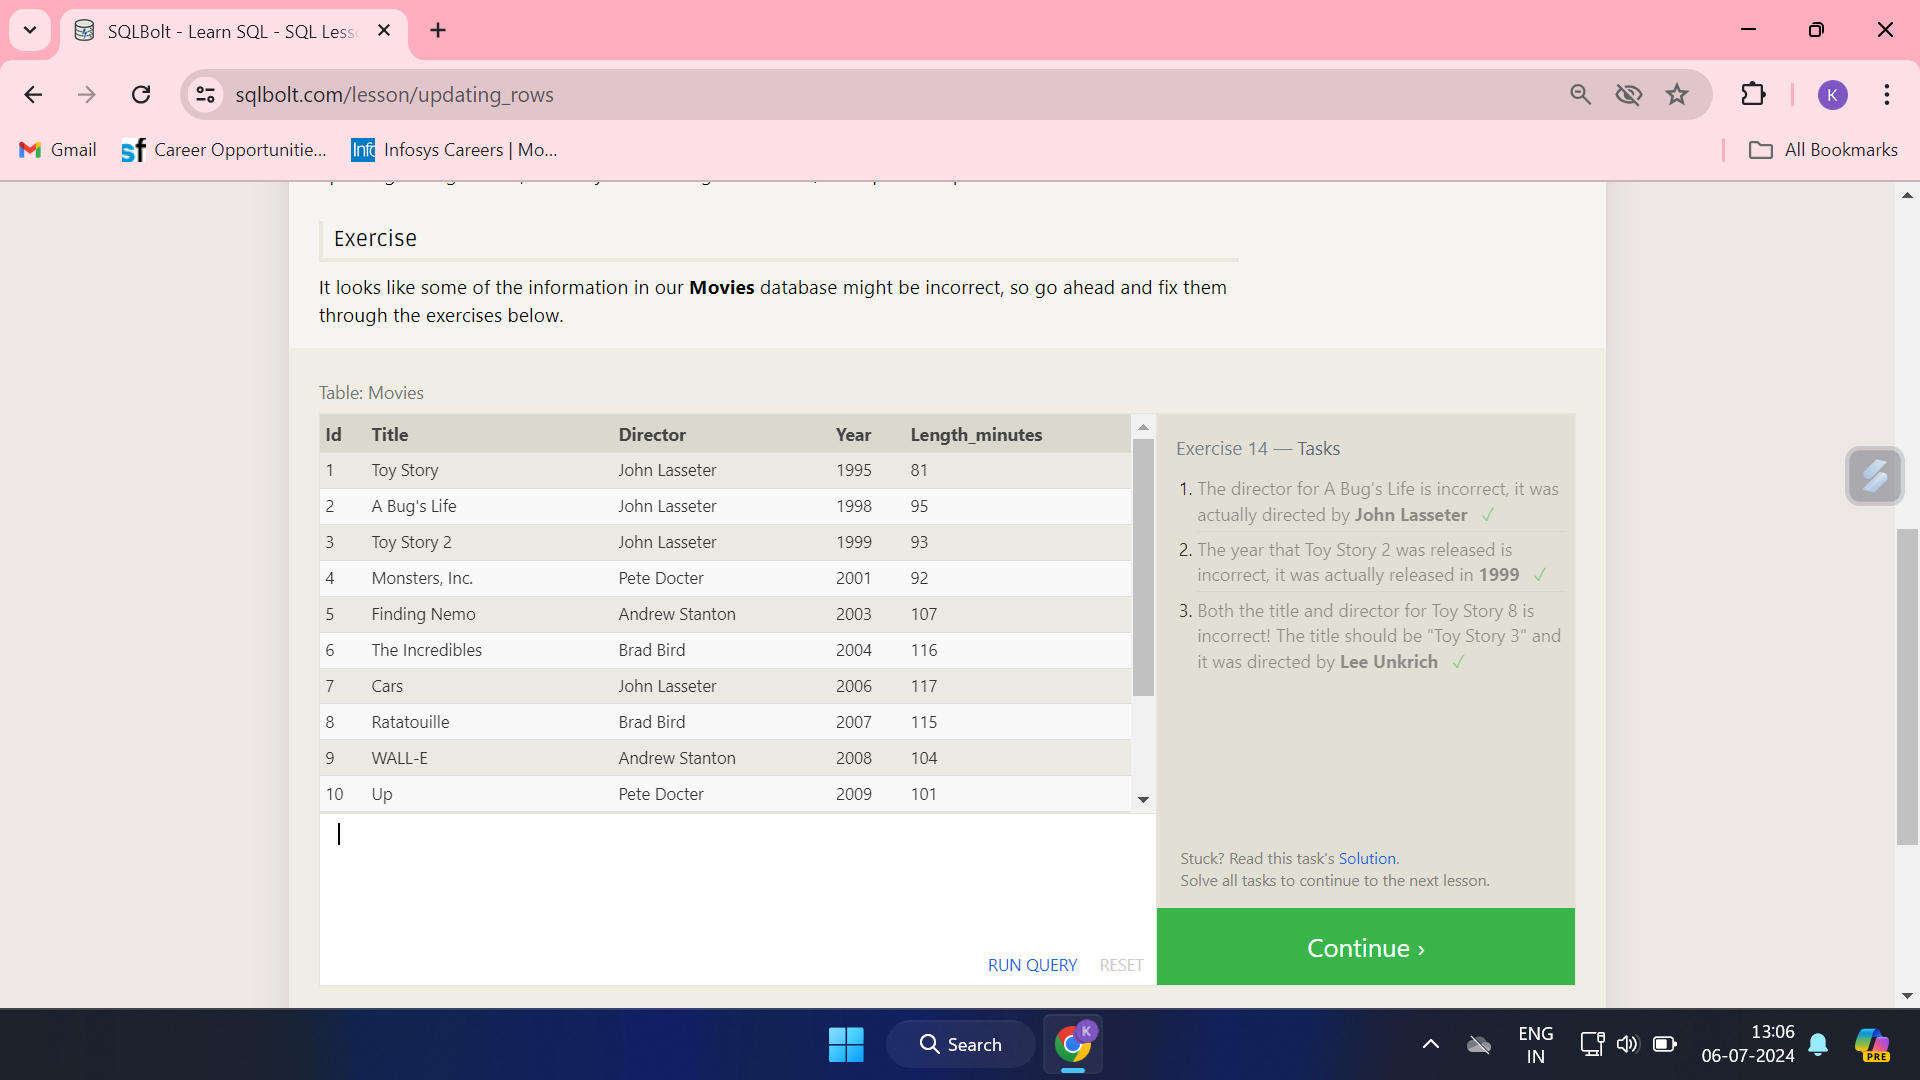 SQLBolt - Learn SQL - SQL Less
sqlbolt.com/lesson/updating_rows
K
Gmail
Career Opportunitie...
Infosys Careers | Mo...
All Bookmarks
Exercise
It looks like some of the information in our Movies database might be incorrect, so go ahead and fix them
through the exercises below.
Table: Movies
Id Title Director Year Length_minutes
1 Toy Story John Lasseter 1995 81
2 A Bug's Life John Lasseter 1998 95
3 Toy Story 2 John Lasseter 1999 93
4 Monsters, Inc. Pete Docter 2001 92
5 Finding Nemo Andrew Stanton 2003 107
6 The Incredibles Brad Bird 2004 116
7 Cars John Lasseter 2006 117
8 Ratatouille Brad Bird 2007 115
9 WALL-E Andrew Stanton 2008 104
10 Up Pete Docter 2009 101
RUN QUERY RESET
Exercise 14 — Tasks
1. The director for A Bug's Life is incorrect, it was
actually directed by John Lasseter ✓
2. The year that Toy Story 2 was released is
incorrect, it was actually released in 1999 ✓
3. Both the title and director for Toy Story 8 is
incorrect! The title should be "Toy Story 3" and
it was directed by Lee Unkrich ✓
Stuck? Read this task's Solution.
Solve all tasks to continue to the next lesson.
Continue ›
Search
K
ENG
IN
13:06
06-07-2024
PRE